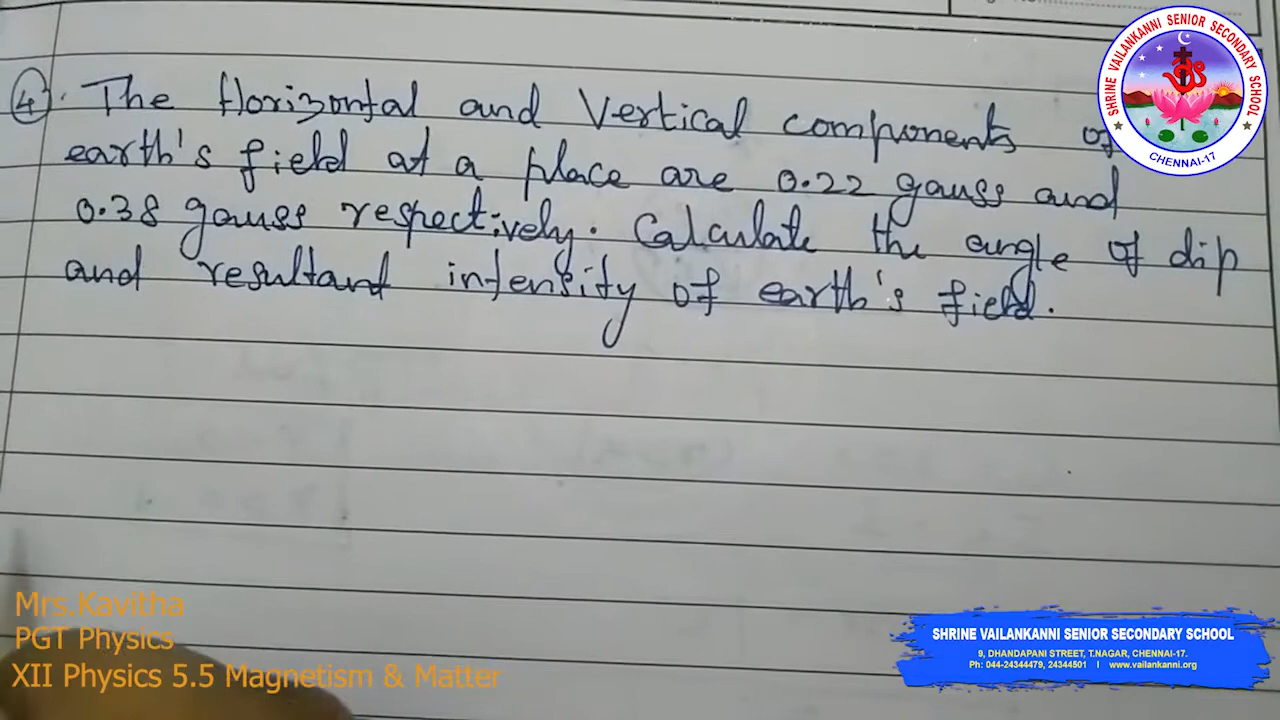 4. The Horizontal and Vertical components of
earth's field at a place are 0.22 gauss and
0.38 gauss respectively. Calculate the angle of dip
and resultant intensity of earth's field.
SHRINE VAILANKANNI SENIOR SECONDARY SCHOOL
CHENNAI-17
Mrs.Kavitha
PGT Physics
XII Physics 5.5 Magnetism & Matter
SHRINE VAILANKANNI SENIOR SECONDARY SCHOOL
9, DHANDAPANI STREET, T.NAGAR, CHENNAI-17.
Ph: 044-24344479, 24344501 I www.vailankanni.org